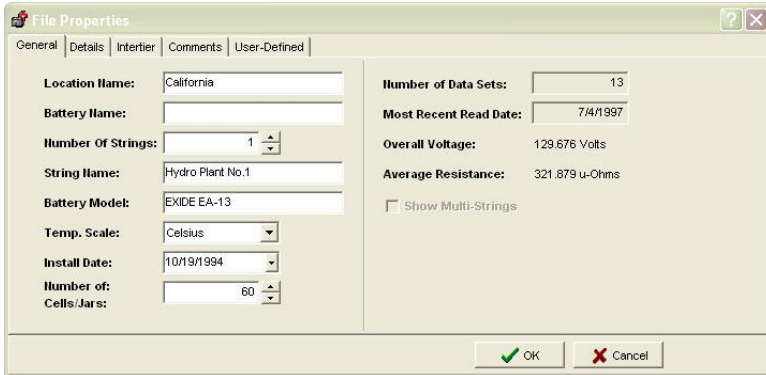 File Properties
General Details Intertier Comments User-Defined
Location Name: California
Battery Name:
Number Of Strings: 1
String Name: Hydro Plant No.1
Battery Model: EXIDE EA-13
Temp. Scale: Celsius
Install Date: 10/19/1994
Number of:
Cells/Jars: 60
Number of Data Sets: 13
Most Recent Read Date: 7/4/1997
Overall Voltage: 129.676 Volts
Average Resistance: 321.879 u-Ohms
Show Multi-Strings
OK Cancel